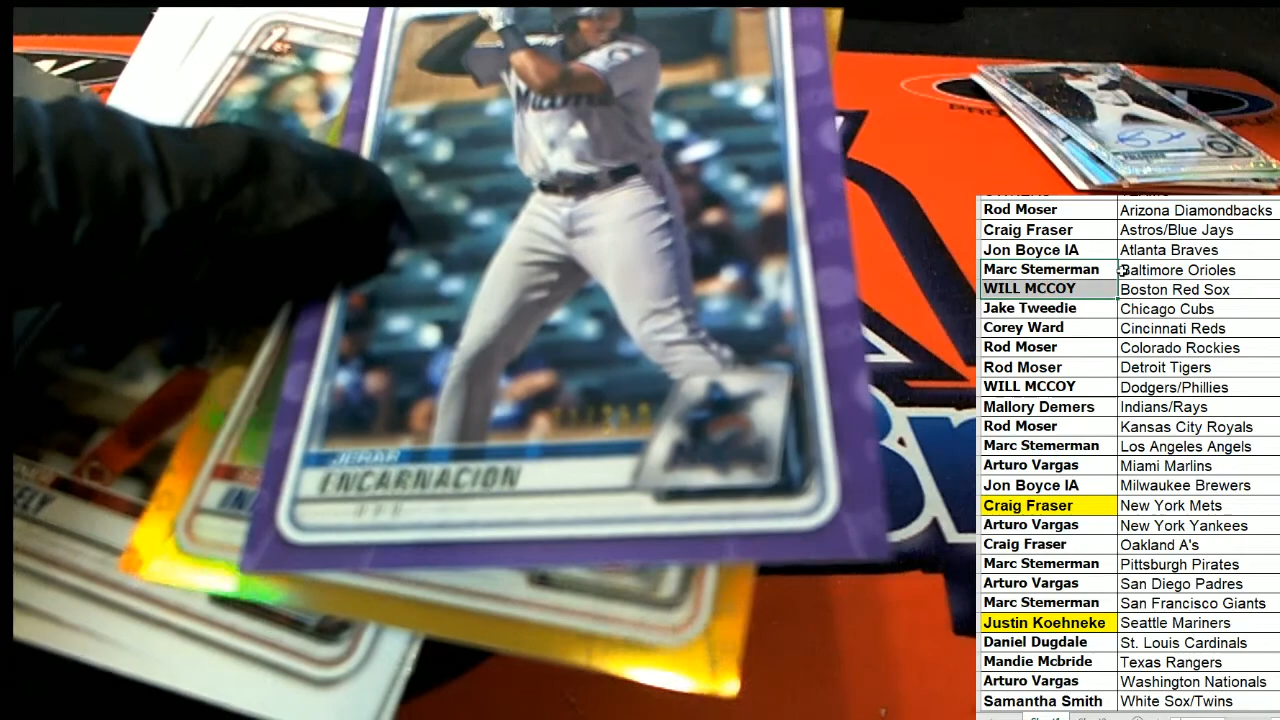 1st
JERAR
ENCARNACION
ELY
Rod Moser Arizona Diamondbacks
Craig Fraser Astros/Blue Jays
Jon Boyce IA Atlanta Braves
Marc Stemerman Baltimore Orioles
WILL MCCOY Boston Red Sox
Jake Tweedie Chicago Cubs
Corey Ward Cincinnati Reds
Rod Moser Colorado Rockies
Rod Moser Detroit Tigers
WILL MCCOY Dodgers/Phillies
Mallory Demers Indians/Rays
Rod Moser Kansas City Royals
Marc Stemerman Los Angeles Angels
Arturo Vargas Miami Marlins
Jon Boyce IA Milwaukee Brewers
Craig Fraser New York Mets
Arturo Vargas New York Yankees
Craig Fraser Oakland A's
Marc Stemerman Pittsburgh Pirates
Arturo Vargas San Diego Padres
Marc Stemerman San Francisco Giants
Justin Koehneke Seattle Mariners
Daniel Dugdale St. Louis Cardinals
Mandie Mcbride Texas Rangers
Arturo Vargas Washington Nationals
Samantha Smith White Sox/Twins